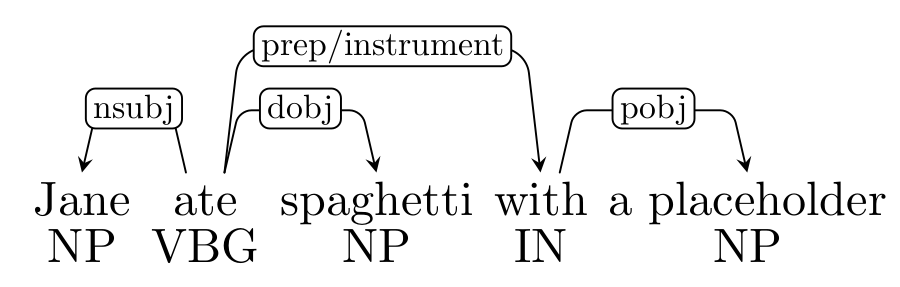 prep/instrument
nsubj dobj pobj
Jane ate spaghetti with a placeholder
NP VBG NP IN NP